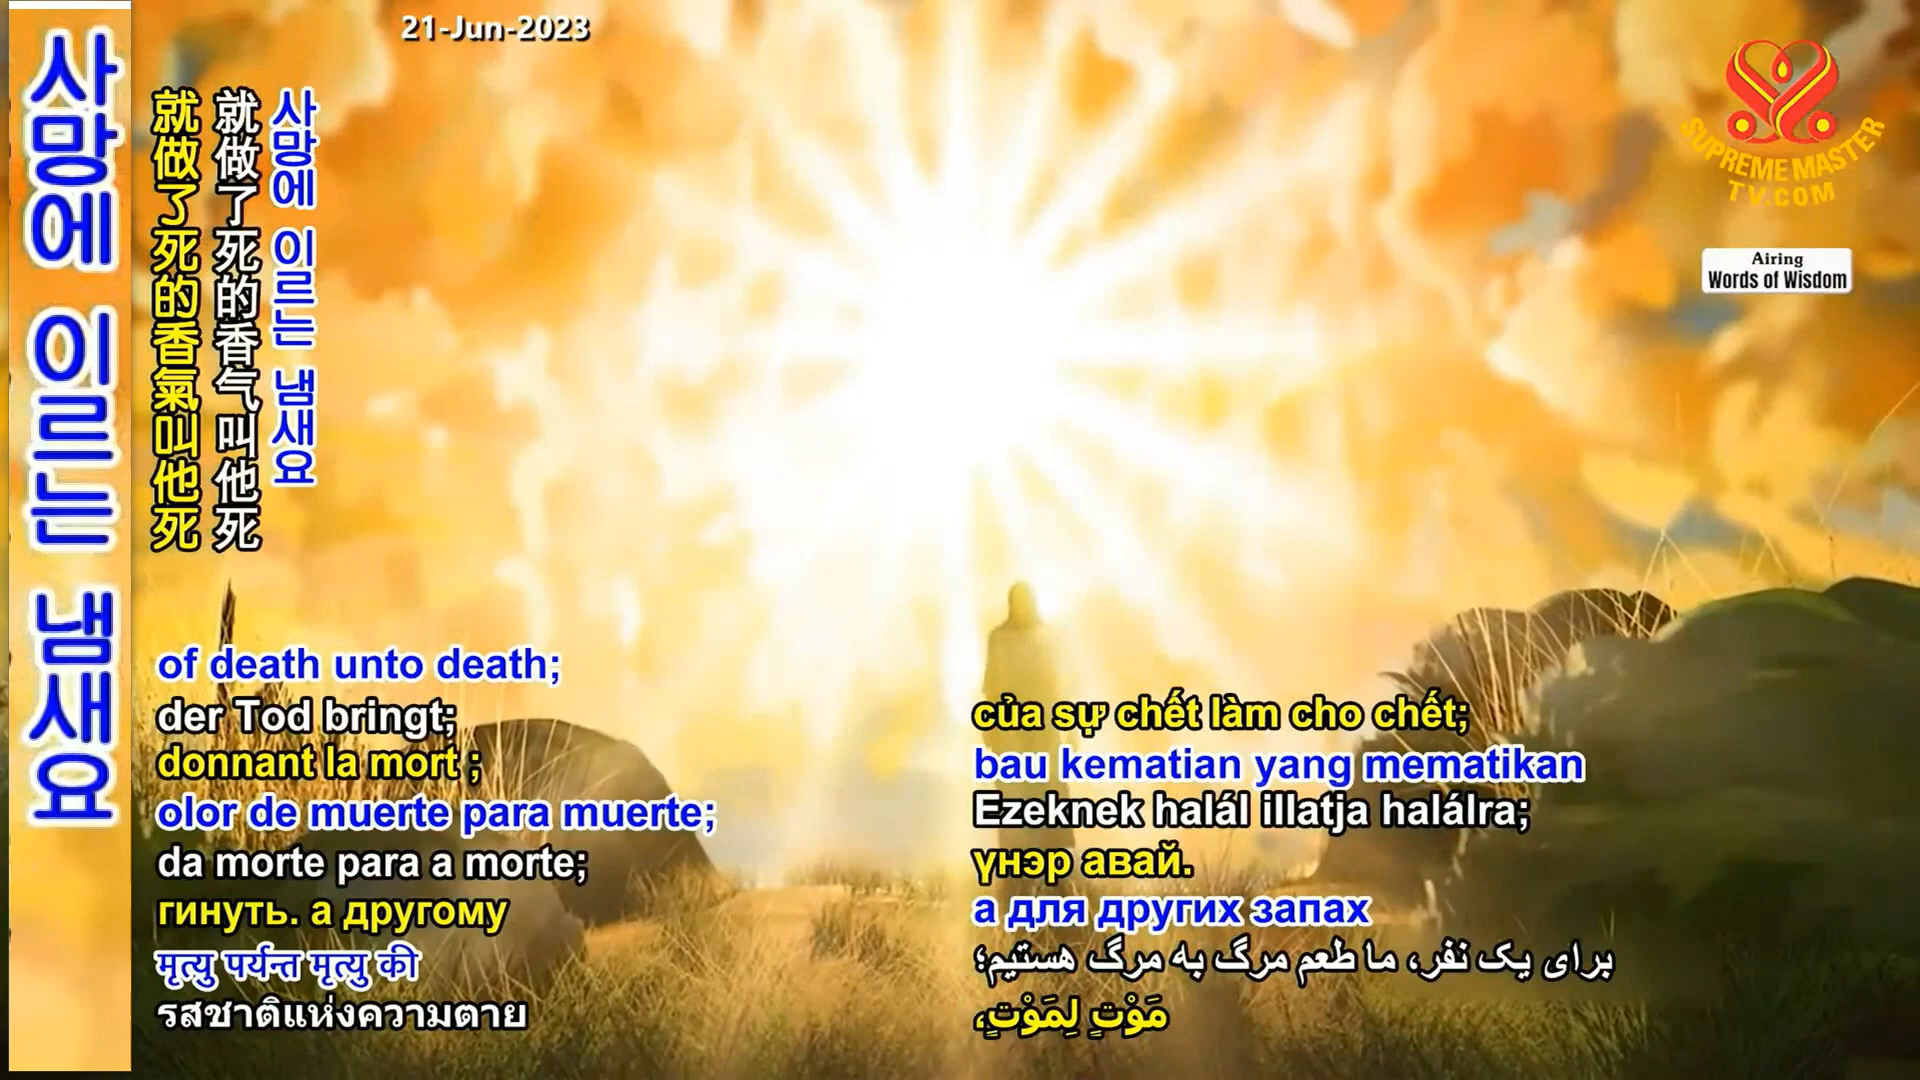 21-Jun-2023
사망에 이르는 냄새요
就做了死的香氣叫他死
就做了死的香气叫他死
사망에 이르는 냄새요
SUPREME MASTER
TV.COM
Airing
Words of Wisdom
of death unto death;
der Tod bringt;
donnant la mort ;
olor de muerte para muerte;
da morte para a morte;
гинуть. а другому
मृत्यु पर्यन्त मृत्यु की
รสชาติแห่งความตาย
của sự chết làm cho chết;
bau kematian yang mematikan
Ezeknek halál illatja halálra;
үнэр авай.
а для других запах
برای یک نفر، ما طعم مرگ به مرگ هستیم؛
مَوْتٍ لِمَوْتٍ،